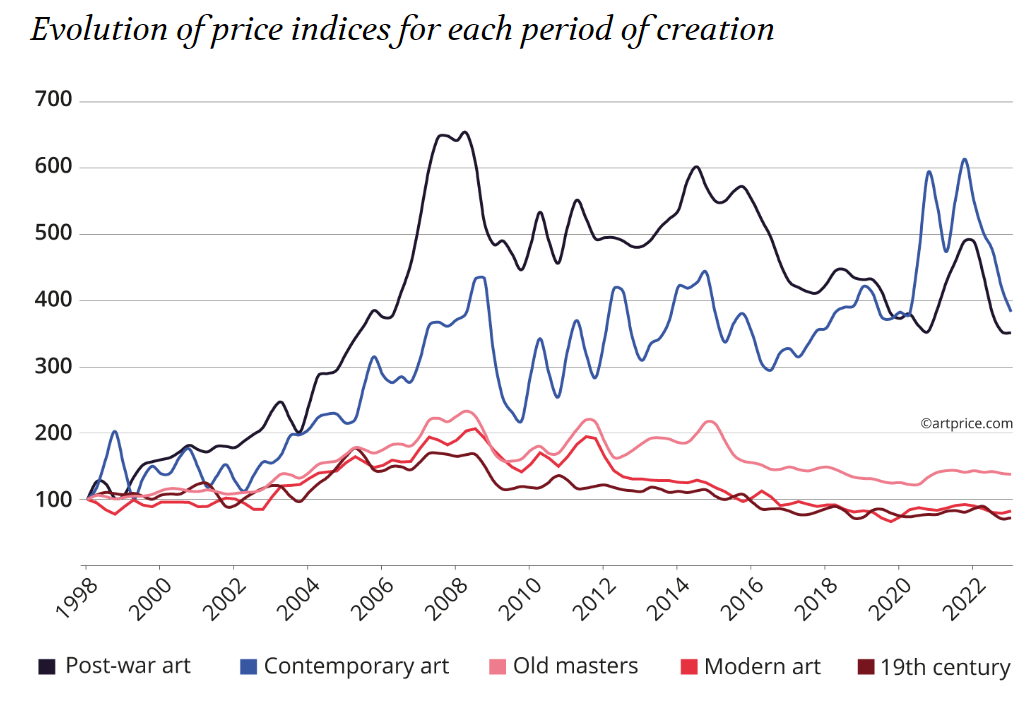 Evolution of price indices for each period of creation
700
600
500
400
300
200
©artprice.com
100
1998 2000 2002 2004 2006 2008 2010 2012 2014 2016 2018 2020 2022
Post-war art Contemporary art Old masters Modern art 19th century